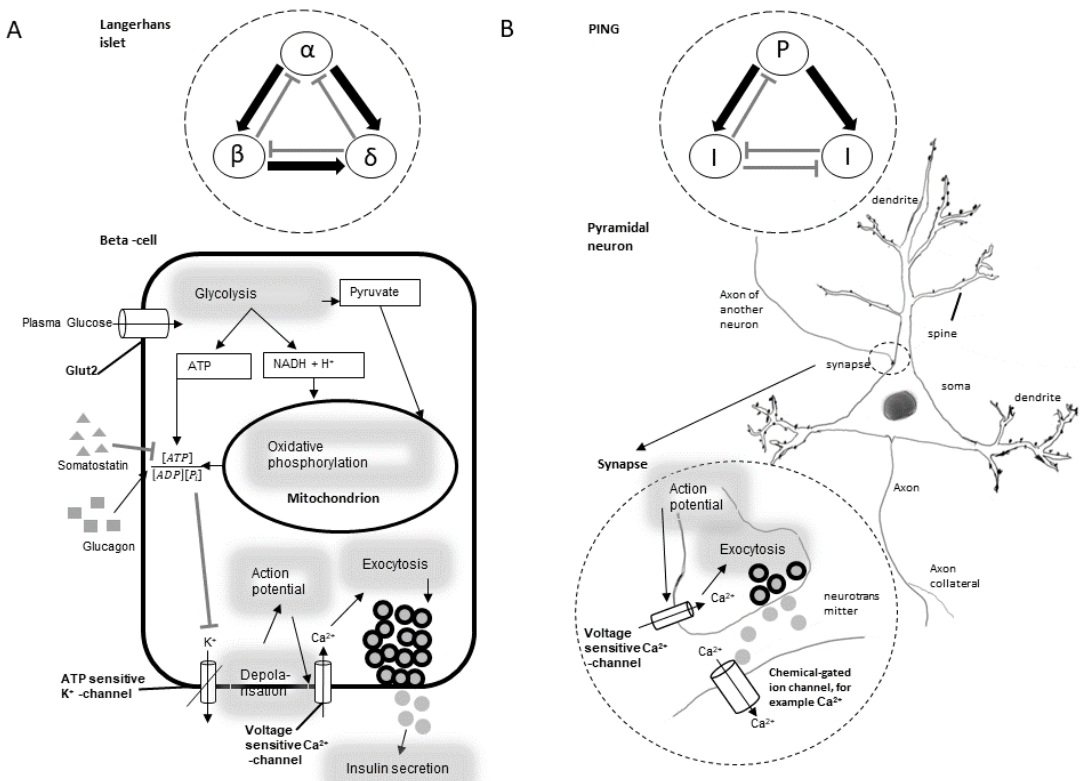 A
Langerhans
islet
α
β
δ
Beta -cell
Glycolysis
Pyruvate
Plasma Glucose
Glut2
ATP
NADH + H⁺
Somatostatin
[ATP]
[ADP][Pᵢ]
Oxidative
phosphorylation
Mitochondrion
Glucagon
Action
potential
Exocytosis
K⁺
Ca²⁺
ATP sensitive
K⁺ -channel
Depola-
risation
Voltage
sensitive Ca²⁺
-channel
Insulin secretion
B
PING
P
I
I
Pyramidal
neuron
dendrite
Axon of
another
neuron
spine
synapse
soma
dendrite
Synapse
Axon
Action
potential
Exocytosis
Axon
collateral
Ca²⁺
neurotrans
mitter
Voltage
sensitive Ca²⁺
-channel
Ca²⁺
Chemical-gated
ion channel, for
example Ca²⁺
Ca²⁺